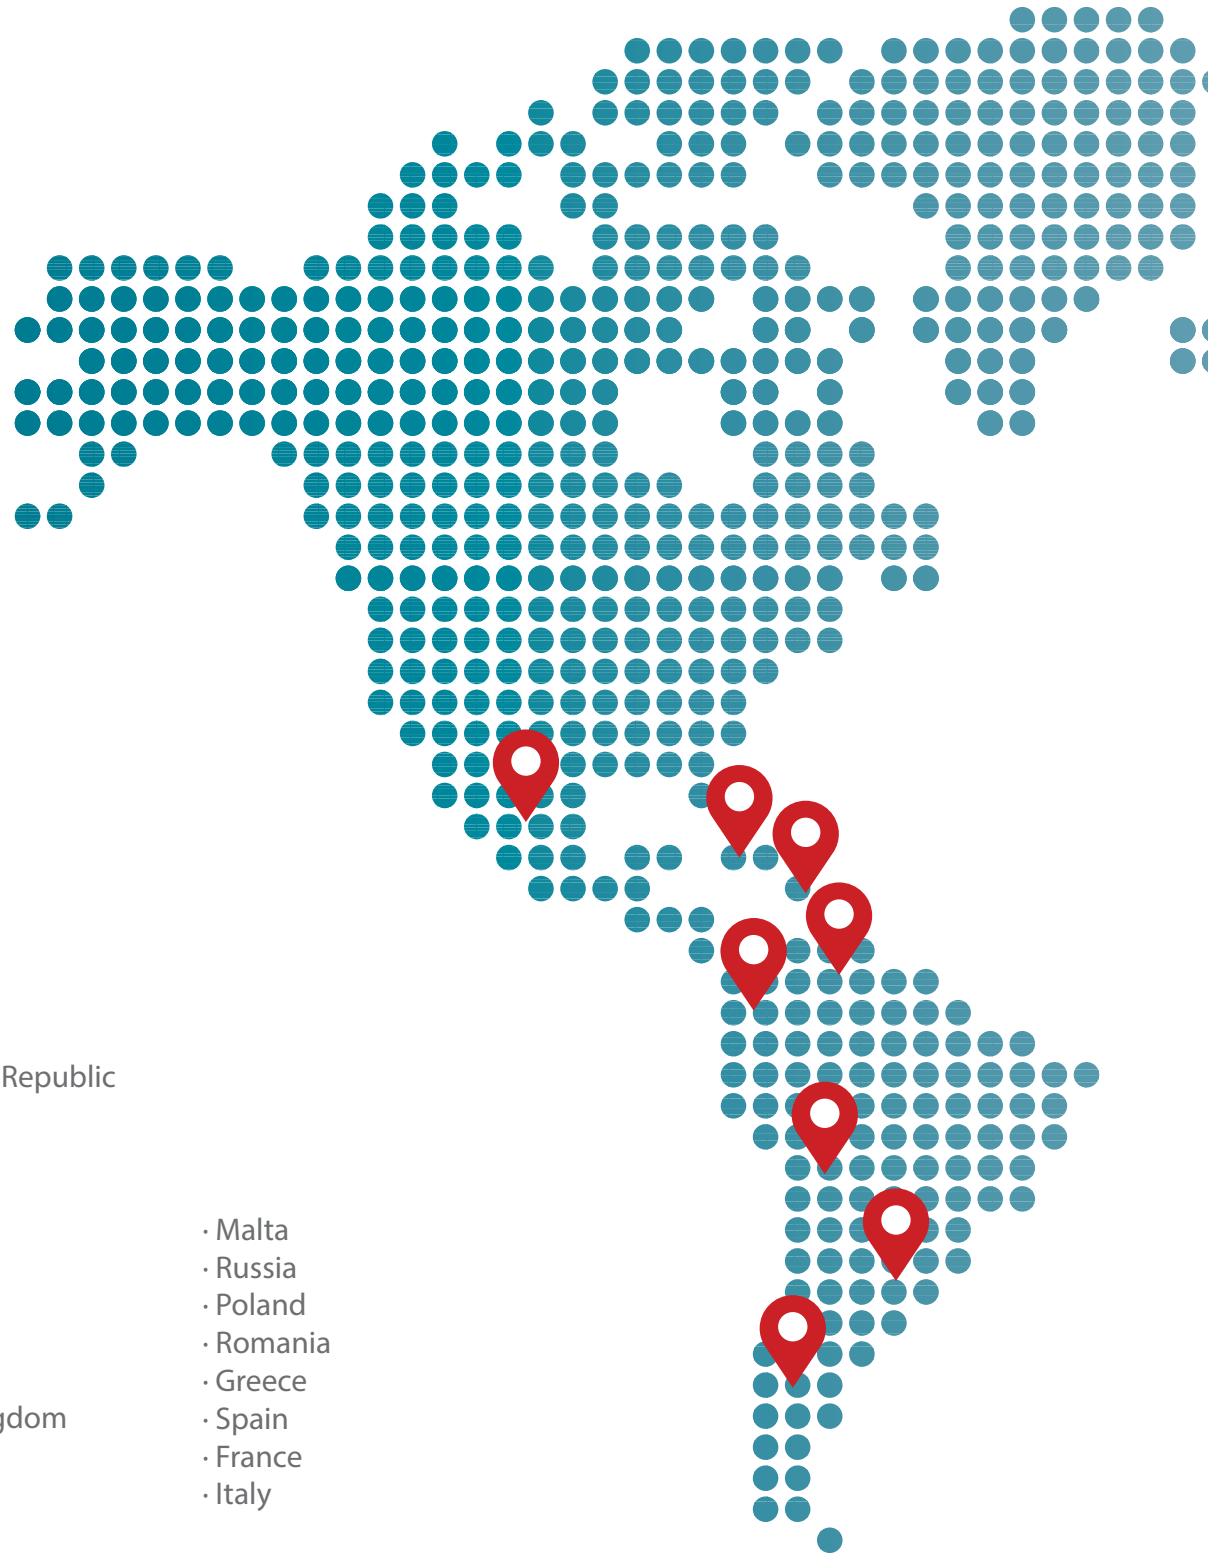 Republic
· Malta
· Russia
· Poland
· Romania
· Greece
gdom
· Spain
· France
· Italy